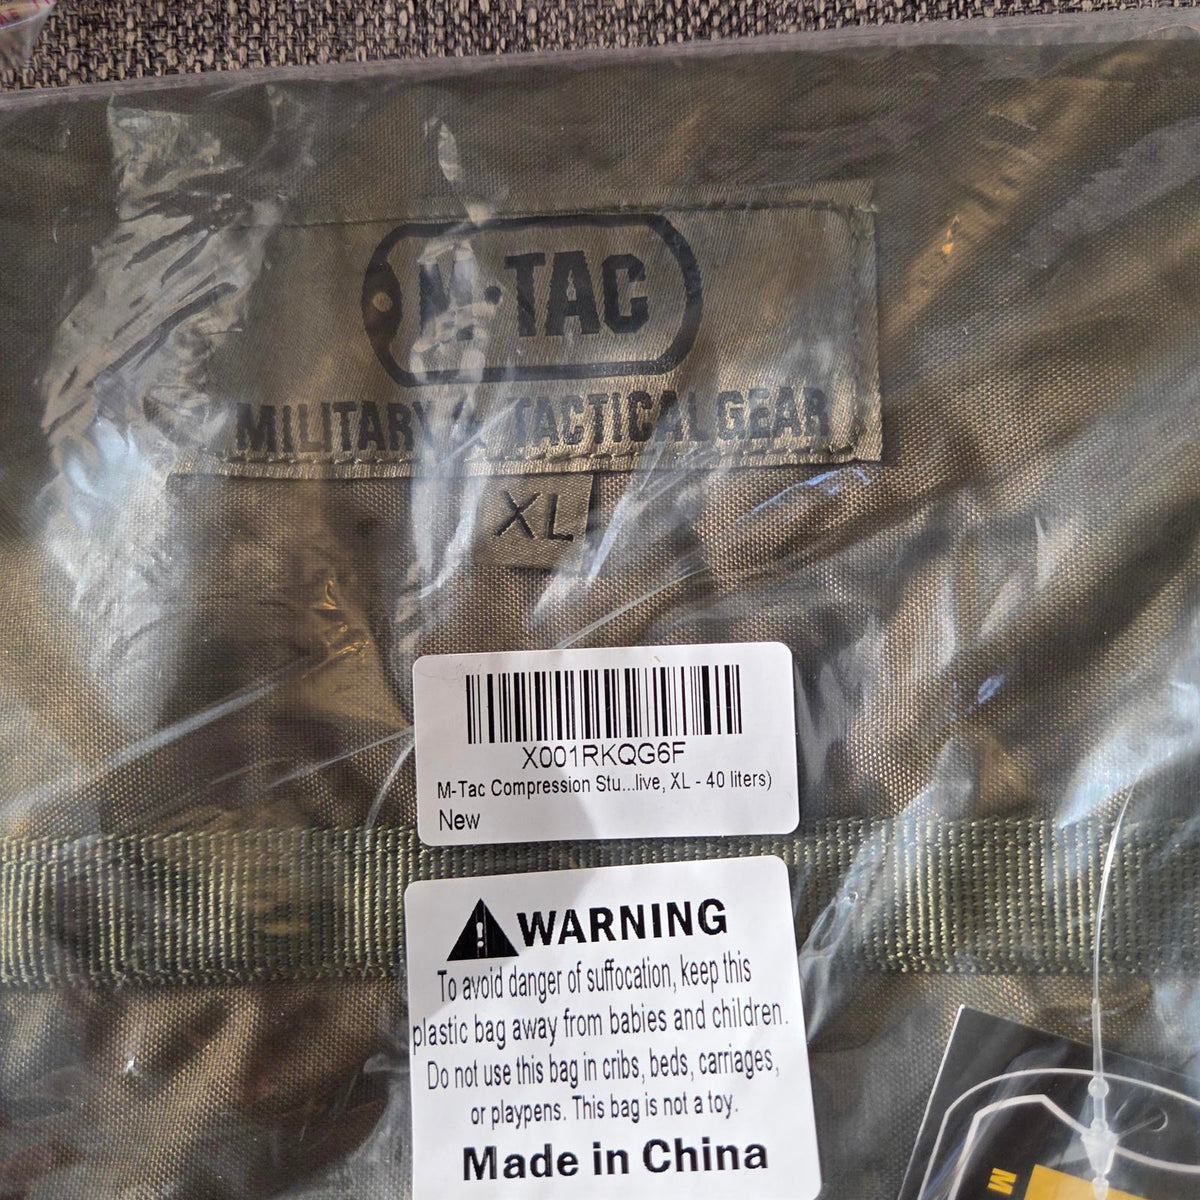 M·TAC
MILITARY & TACTICAL GEAR
XL
X001RKQG6F
M-Tac Compression Stu...live, XL - 40 liters)
New
WARNING
To avoid danger of suffocation, keep this
plastic bag away from babies and children.
Do not use this bag in cribs, beds, carriages,
or playpens. This bag is not a toy.
Made in China
M